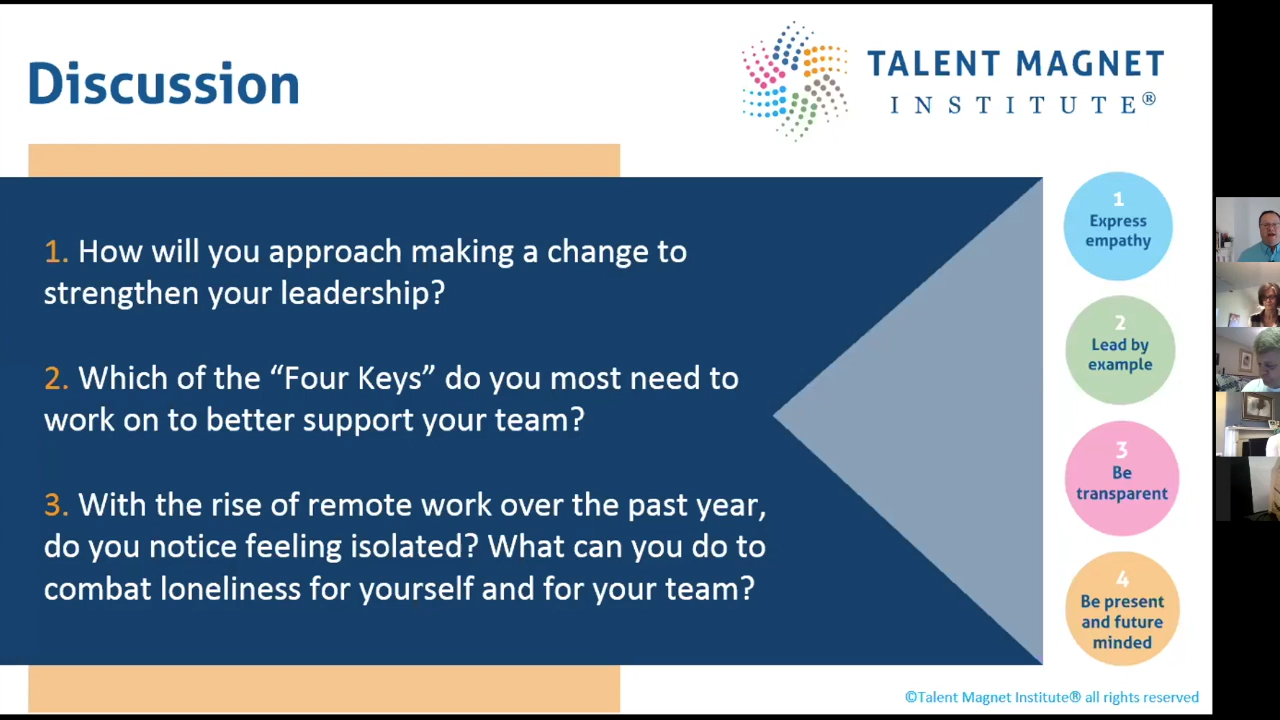 Discussion
TALENT MAGNET
INSTITUTE®
1. How will you approach making a change to
strengthen your leadership?
2. Which of the “Four Keys” do you most need to
work on to better support your team?
3. With the rise of remote work over the past year,
do you notice feeling isolated? What can you do to
combat loneliness for yourself and for your team?
1
Express
empathy
2
Lead by
example
3
Be
transparent
4
Be present
and future
minded
©Talent Magnet Institute® all rights reserved